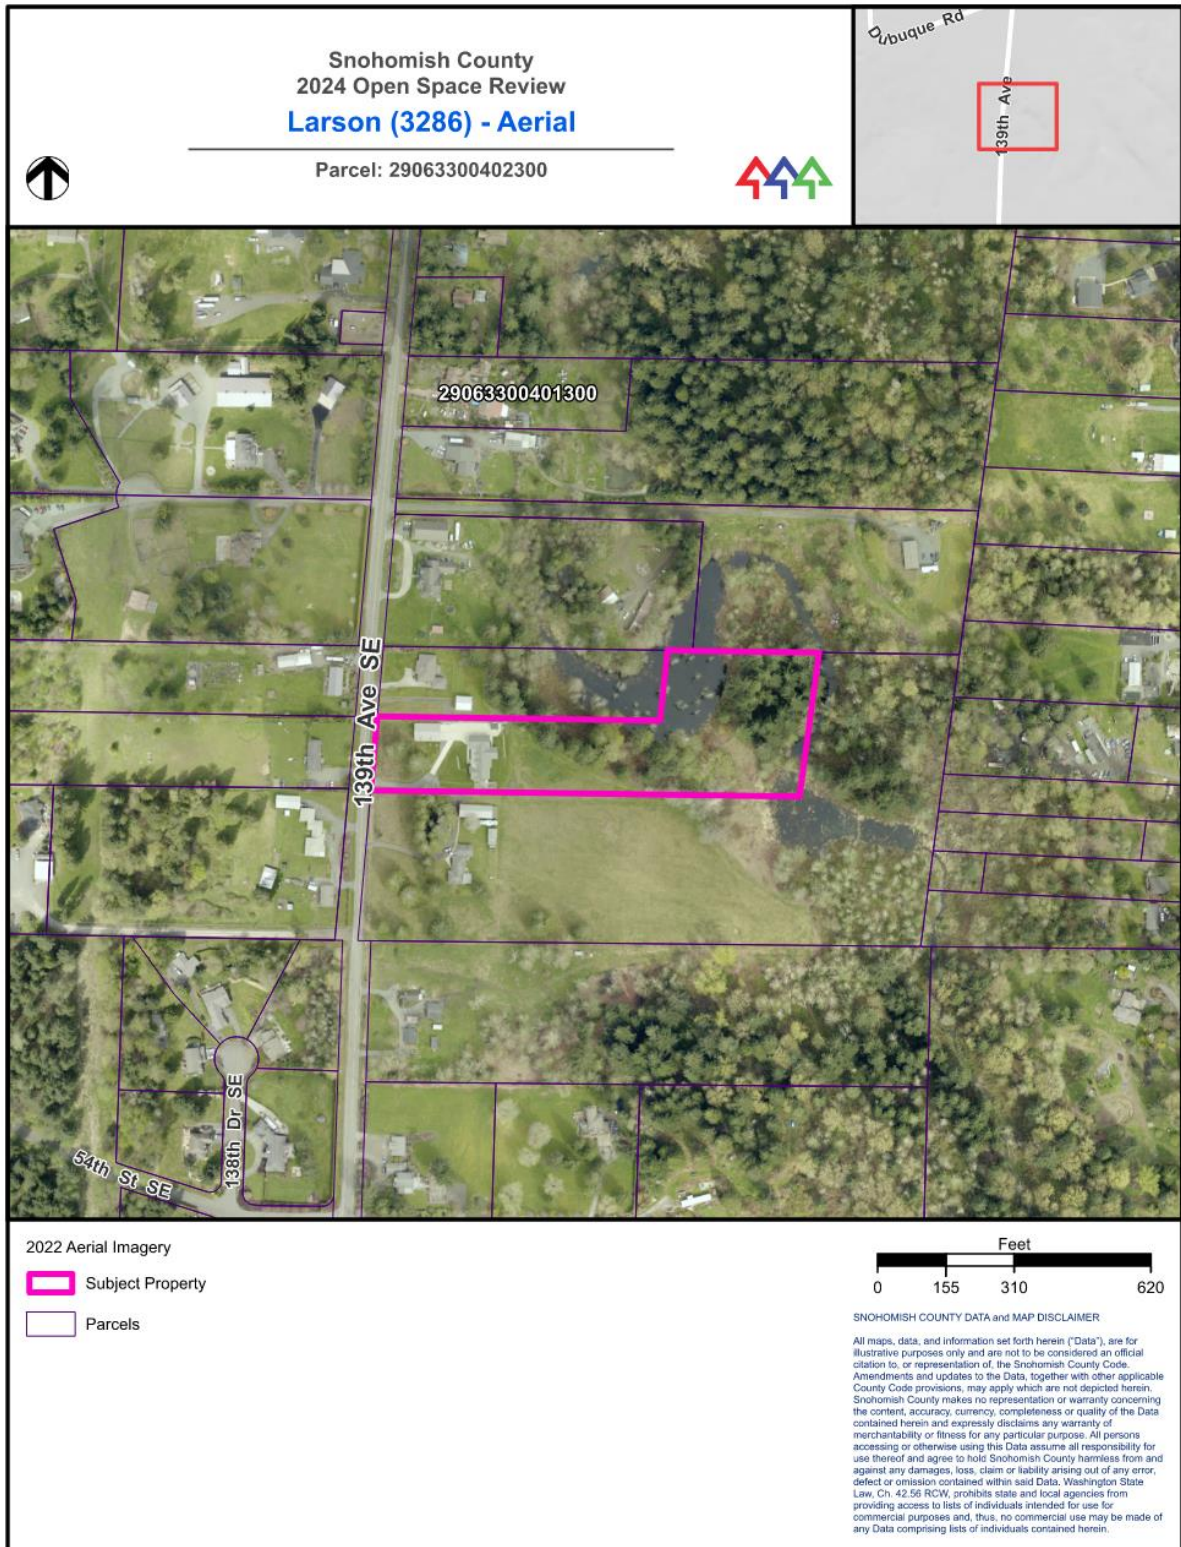 Snohomish County
2024 Open Space Review
Larson (3286) - Aerial
Parcel: 29063300402300
Dubuque Rd
139th Ave
29063300401300
139th Ave SE
138th Dr SE
54th St SE
2022 Aerial Imagery
Subject Property
Parcels
Feet
0 155 310 620
SNOHOMISH COUNTY DATA and MAP DISCLAIMER
All maps, data, and information set forth herein ("Data"), are for
illustrative purposes only and are not to be considered an official
citation to, or representation of, the Snohomish County Code.
Amendments and updates to the Data, together with other applicable
County Code provisions, may apply which are not depicted herein.
Snohomish County makes no representation or warranty concerning
the content, accuracy, currency, completeness or quality of the Data
contained herein and expressly disclaims any warranty of
merchantability or fitness for any particular purpose. All persons
accessing or otherwise using this Data assume all responsibility for
use thereof and agree to hold Snohomish County harmless from and
against any damages, loss, claim or liability arising out of any error,
defect or omission contained within said Data. Washington State
Law, Ch. 42.56 RCW, prohibits state and local agencies from
providing access to lists of individuals intended for use for
commercial purposes and, thus, no commercial use may be made of
any Data comprising lists of individuals contained herein.